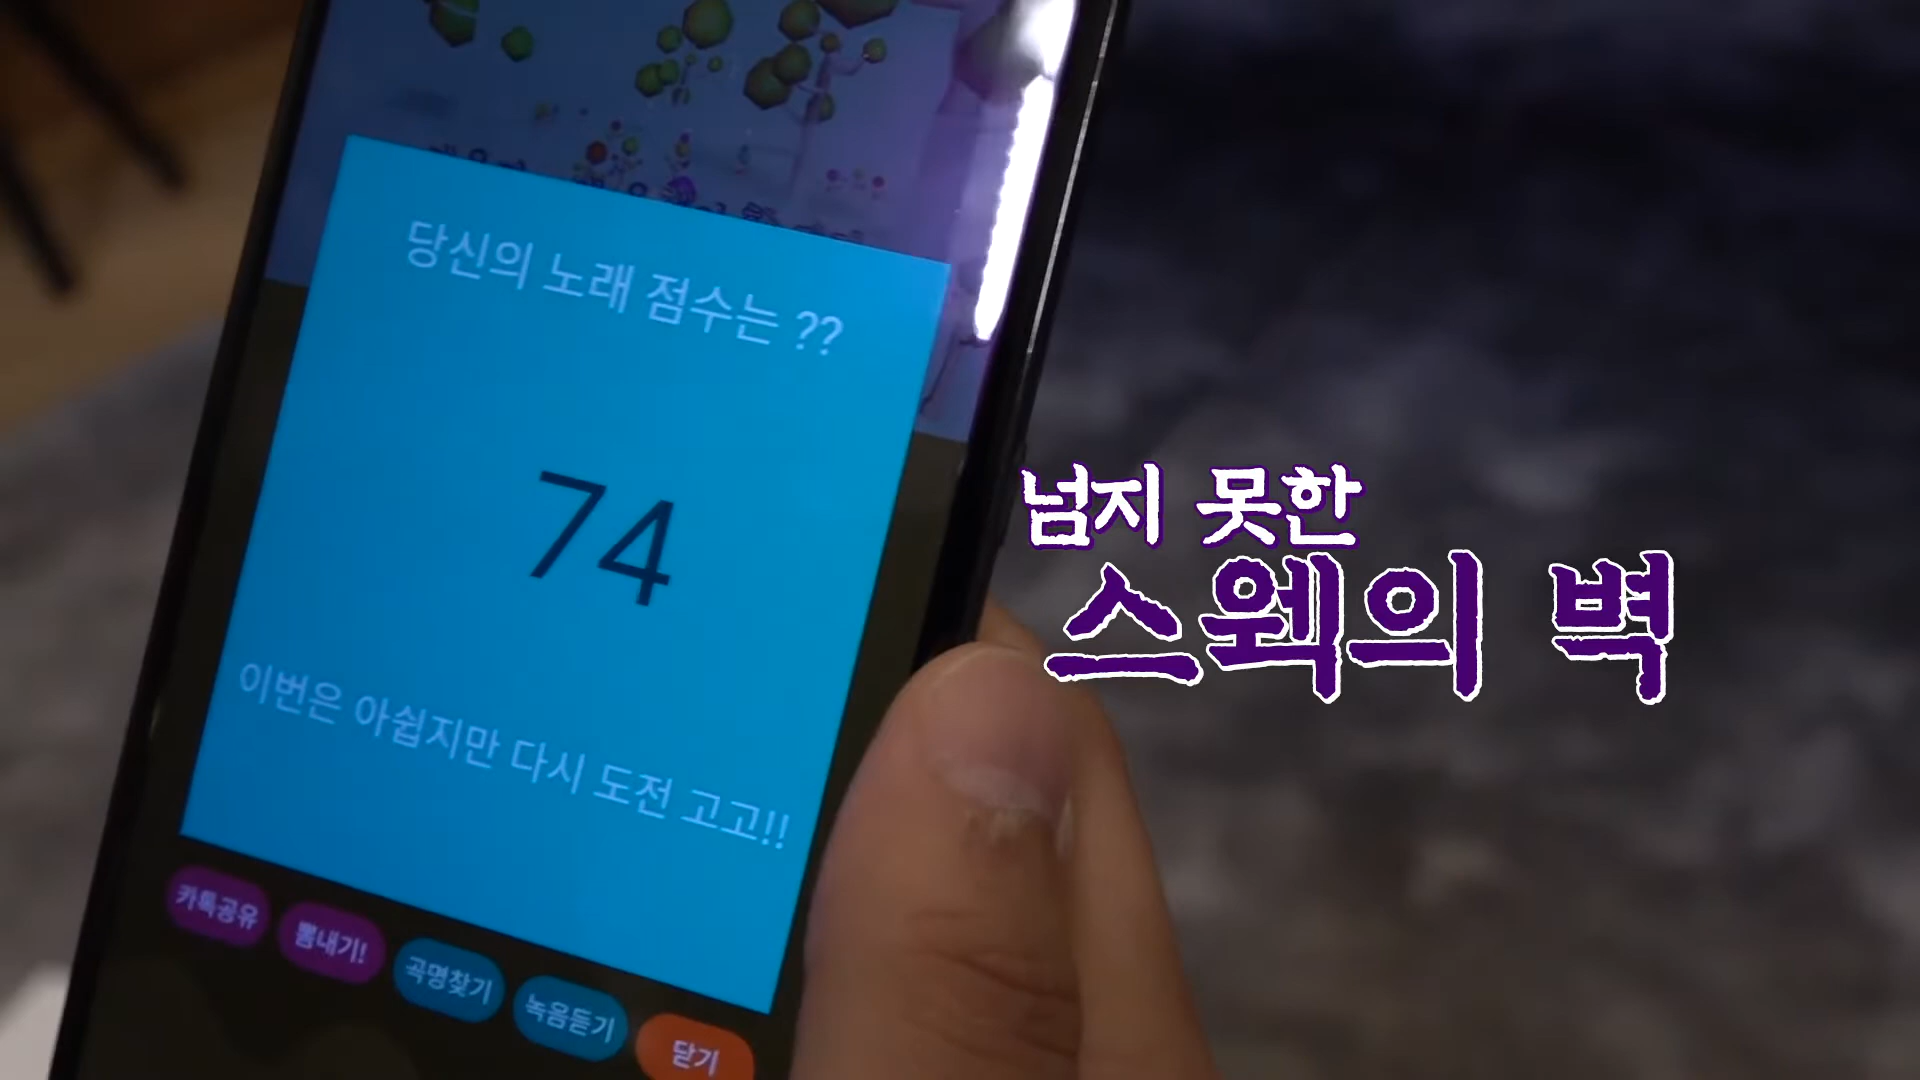 당신의 노래 점수는 ??
74
이번은 아쉽지만 다시 도전 고고!!
카톡공유
뽐내기!
곡명찾기
녹음듣기
닫기
넘지 못한
스웩의 벽